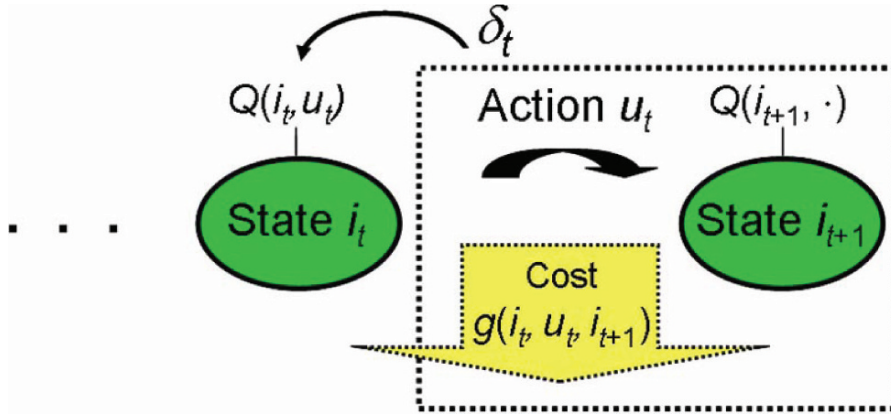 δt
Q(it,ut)
Action ut
Q(it+1, ·)
. . .
State it
State it+1
Cost
g(it, ut, it+1)